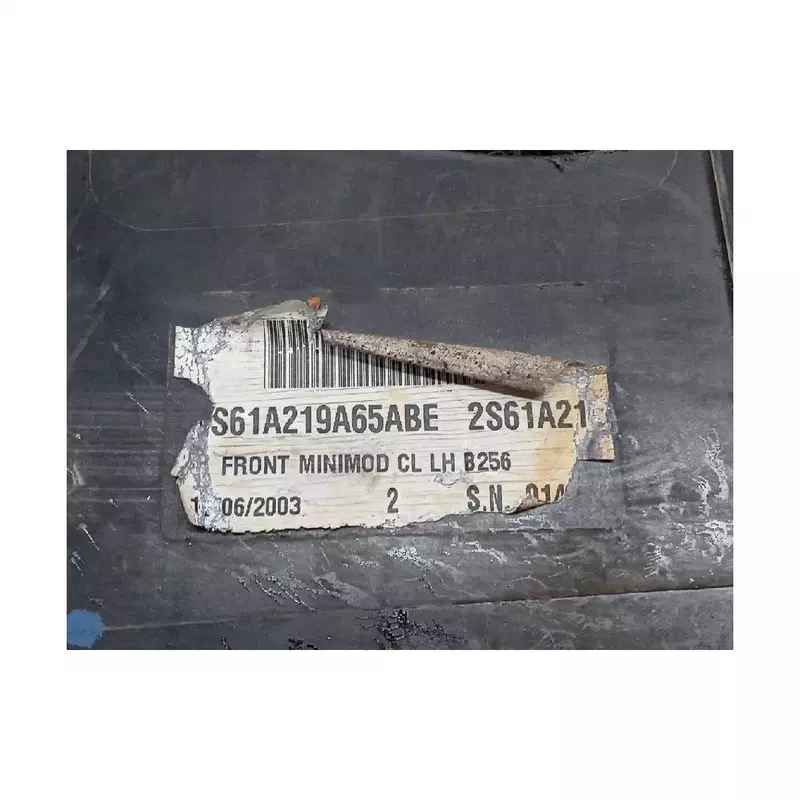 S61A219A65ABE 2S61A21
FRONT MINIMOD CL LH B256
06/2003 2 S.N.